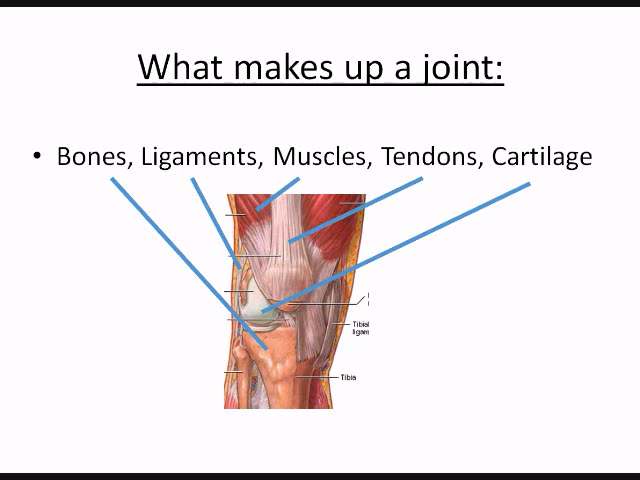 What makes up a joint:
• Bones, Ligaments, Muscles, Tendons, Cartilage
Tibial
ligam
Tibia